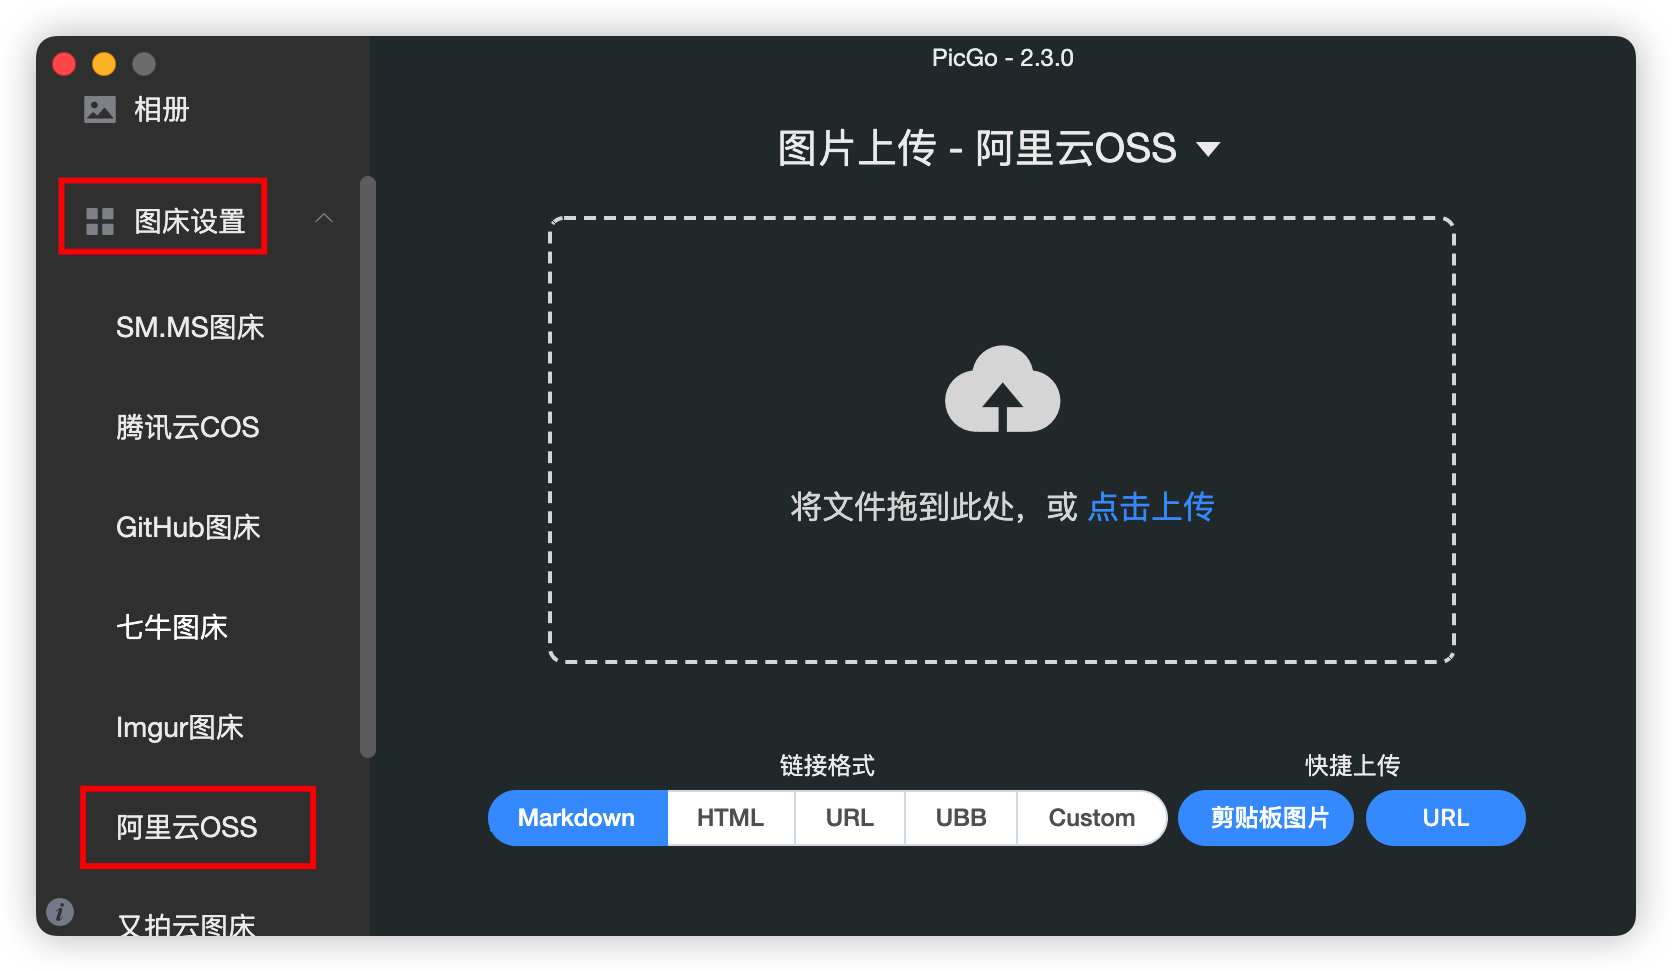 PicGo - 2.3.0
相册
图床设置
SM.MS图床
腾讯云COS
GitHub图床
七牛图床
Imgur图床
阿里云OSS
又拍云图床
图片上传 - 阿里云OSS
将文件拖到此处，或 点击上传
链接格式
Markdown HTML URL UBB Custom
快捷上传
剪贴板图片 URL